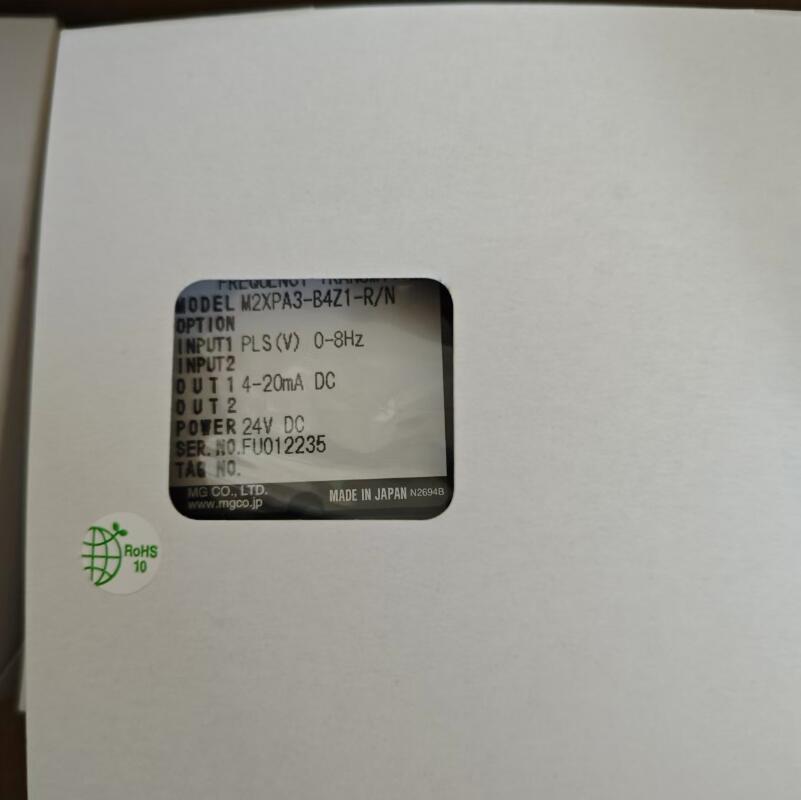 FREQUENCY
MODEL M2XPA3-B4Z1-R/N
OPTION
INPUT1 PLS(V) 0-8Hz
INPUT2
OUT1 4-20mA DC
OUT2
POWER 24V DC
SER.NO.FU012235
TAG NO.
MG CO., LTD.
www.mgco.jp
MADE IN JAPAN N2694B
RoHS
10